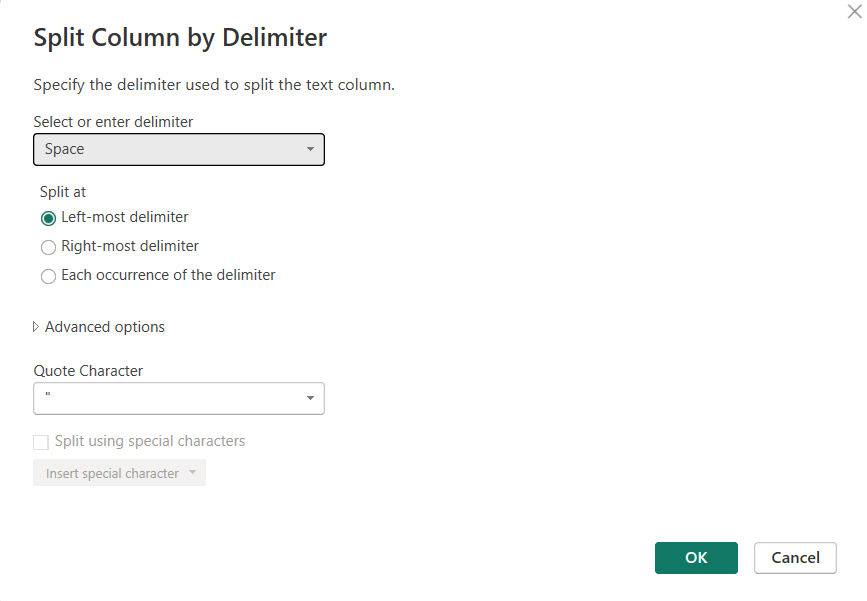 Split Column by Delimiter
Specify the delimiter used to split the text column.
Select or enter delimiter
Space
Split at
Left-most delimiter
Right-most delimiter
Each occurrence of the delimiter
Advanced options
Quote Character
"
Split using special characters
Insert special character
OK Cancel